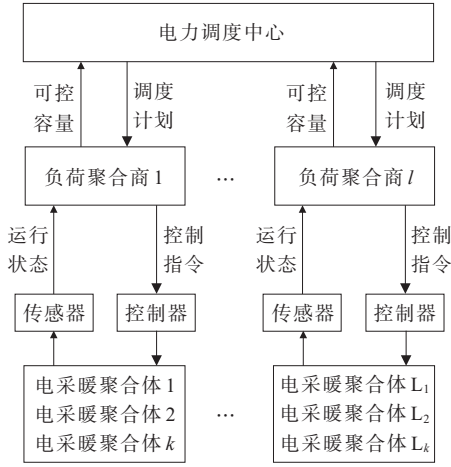 电力调度中心
可控
容量
调度
计划
可控
容量
调度
计划
负荷聚合商 1
…
负荷聚合商 l
运行
状态
控制
指令
运行
状态
控制
指令
传感器
控制器
传感器
控制器
电采暖聚合体 1
电采暖聚合体 2
电采暖聚合体 k
…
电采暖聚合体 L₁
电采暖聚合体 L₂
电采暖聚合体 Lₖ